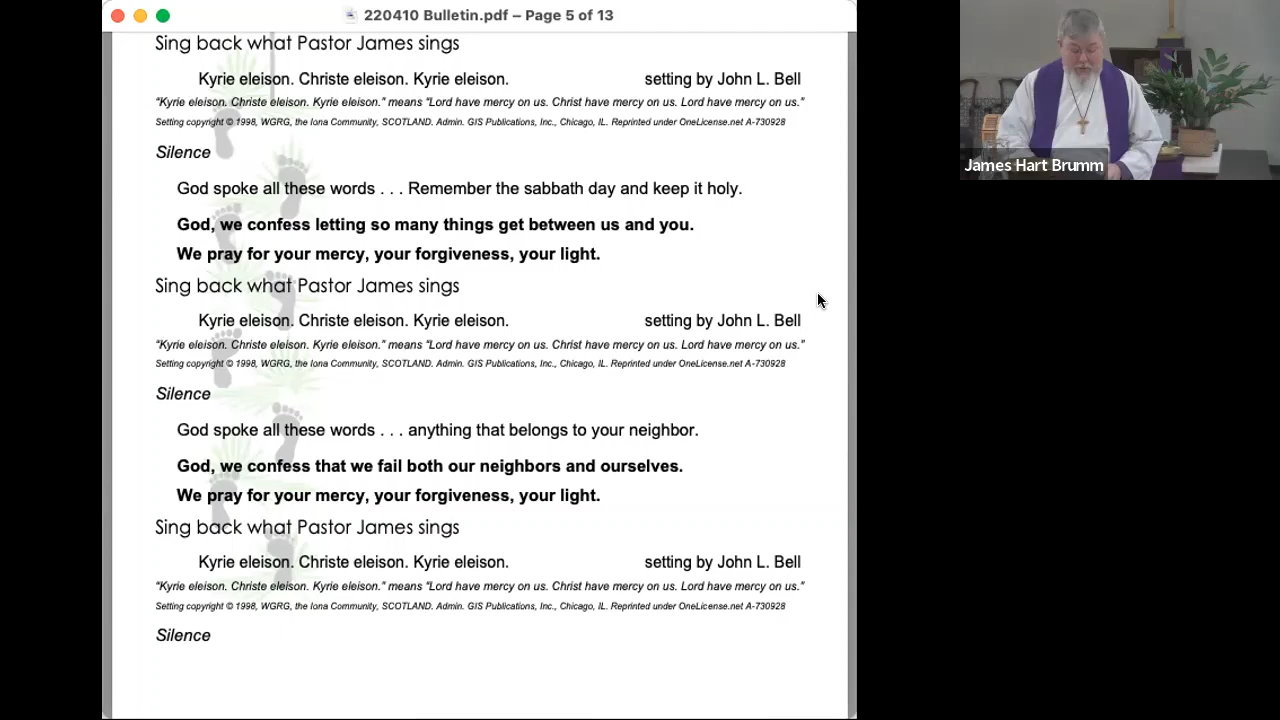 220410 Bulletin.pdf – Page 5 of 13
Sing back what Pastor James sings
Kyrie eleison. Christe eleison. Kyrie eleison. setting by John L. Bell
"Kyrie eleison. Christe eleison. Kyrie eleison." means "Lord have mercy on us. Christ have mercy on us. Lord have mercy on us."
Setting copyright © 1998, WGRG, the Iona Community, SCOTLAND. Admin. GIS Publications, Inc., Chicago, IL. Reprinted under OneLicense.net A-730928
Silence
God spoke all these words . . . Remember the sabbath day and keep it holy.
God, we confess letting so many things get between us and you.
We pray for your mercy, your forgiveness, your light.
Sing back what Pastor James sings
Kyrie eleison. Christe eleison. Kyrie eleison. setting by John L. Bell
"Kyrie eleison. Christe eleison. Kyrie eleison." means "Lord have mercy on us. Christ have mercy on us. Lord have mercy on us."
Setting copyright © 1998, WGRG, the Iona Community, SCOTLAND. Admin. GIS Publications, Inc., Chicago, IL. Reprinted under OneLicense.net A-730928
Silence
God spoke all these words . . . anything that belongs to your neighbor.
God, we confess that we fail both our neighbors and ourselves.
We pray for your mercy, your forgiveness, your light.
Sing back what Pastor James sings
Kyrie eleison. Christe eleison. Kyrie eleison. setting by John L. Bell
"Kyrie eleison. Christe eleison. Kyrie eleison." means "Lord have mercy on us. Christ have mercy on us. Lord have mercy on us."
Setting copyright © 1998, WGRG, the Iona Community, SCOTLAND. Admin. GIS Publications, Inc., Chicago, IL. Reprinted under OneLicense.net A-730928
Silence
James Hart Brumm